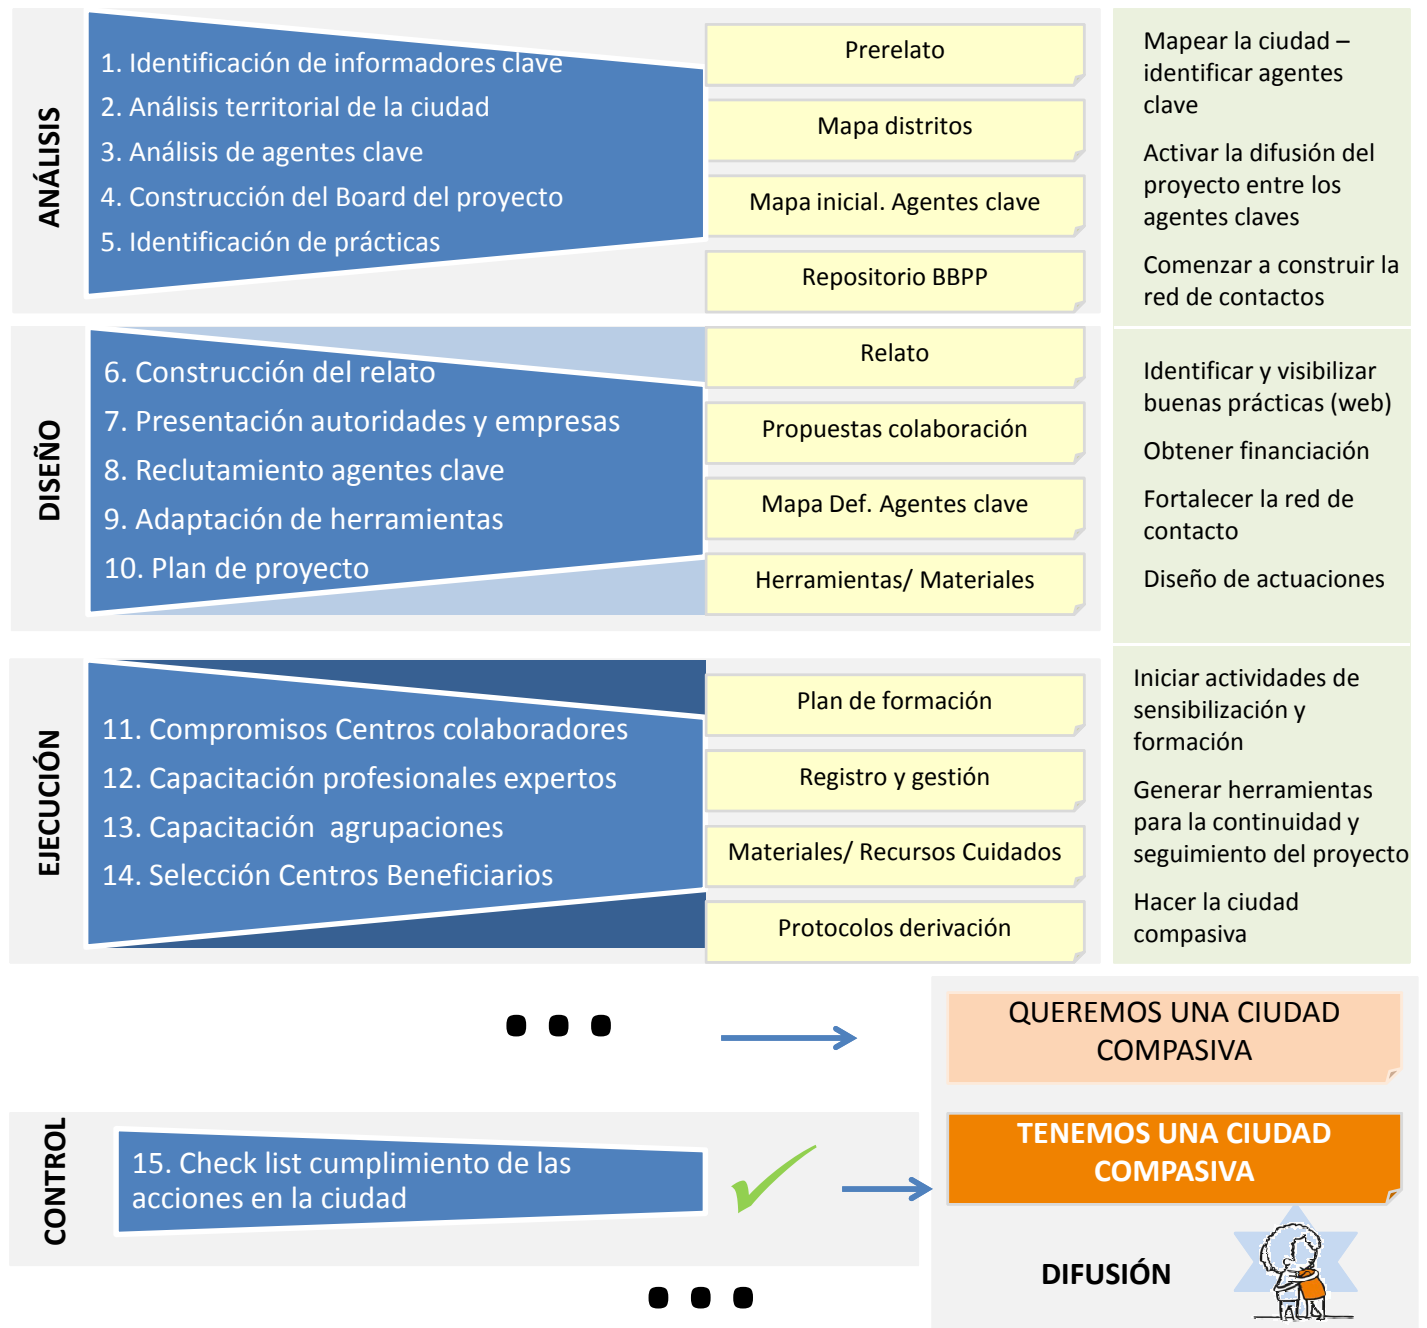 ANÁLISIS
1. Identificación de informadores clave
2. Análisis territorial de la ciudad
3. Análisis de agentes clave
4. Construcción del Board del proyecto
5. Identificación de prácticas
Prerelato
Mapa distritos
Mapa inicial. Agentes clave
Repositorio BBPP
Mapear la ciudad –
identificar agentes
clave
Activar la difusión del
proyecto entre los
agentes claves
Comenzar a construir la
red de contactos
DISEÑO
6. Construcción del relato
7. Presentación autoridades y empresas
8. Reclutamiento agentes clave
9. Adaptación de herramientas
10. Plan de proyecto
Relato
Propuestas colaboración
Mapa Def. Agentes clave
Herramientas/ Materiales
Identificar y visibilizar
buenas prácticas (web)
Obtener financiación
Fortalecer la red de
contacto
Diseño de actuaciones
EJECUCIÓN
11. Compromisos Centros colaboradores
12. Capacitación profesionales expertos
13. Capacitación  agrupaciones
14. Selección Centros Beneficiarios
Plan de formación
Registro y gestión
Materiales/ Recursos Cuidados
Protocolos derivación
Iniciar actividades de
sensibilización y
formación
Generar herramientas
para la continuidad y
seguimiento del proyecto
Hacer la ciudad
compasiva
...
QUEREMOS UNA CIUDAD
COMPASIVA
CONTROL
15. Check list cumplimiento de las
acciones en la ciudad
TENEMOS UNA CIUDAD
COMPASIVA
DIFUSIÓN
...